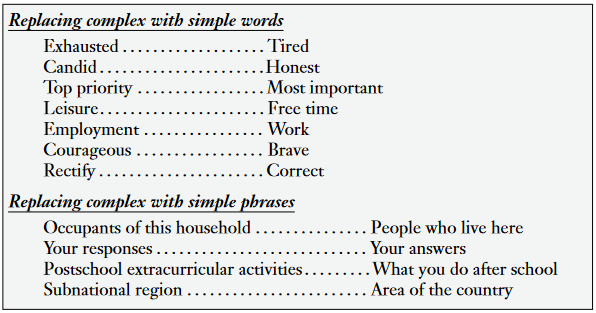 Replacing complex with simple words
Exhausted .................... Tired
Candid ....................... Honest
Top priority ................. Most important
Leisure ...................... Free time
Employment ................. Work
Courageous .................. Brave
Rectify ....................... Correct
Replacing complex with simple phrases
Occupants of this household ............... People who live here
Your responses ............................. Your answers
Postschool extracurricular activities ......... What you do after school
Subnational region ........................ Area of the country